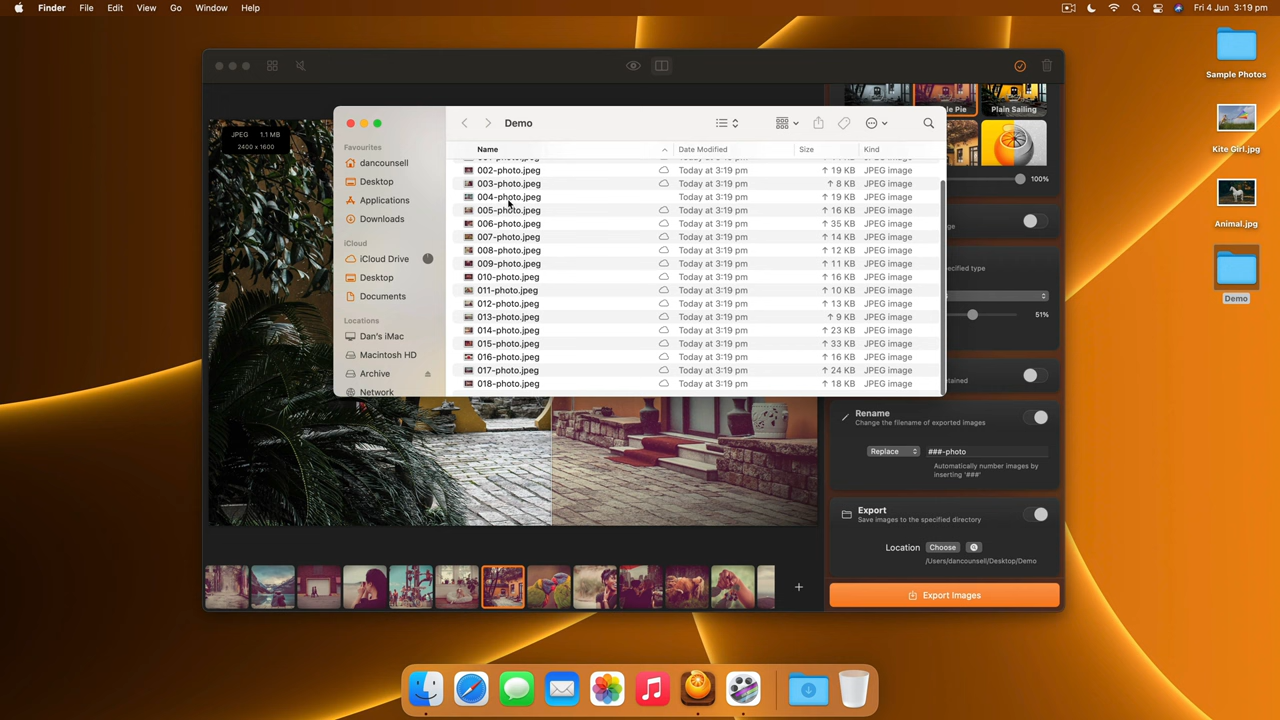 Finder File Edit View Go Window Help
Fri 4 Jun 3:19 pm
Sample Photos
Kite Girl.jpg
Animal.jpg
Demo
JPEG 1.1 MB
2400 x 1600
Demo
Favourites
dancounsell
Desktop
Applications
Downloads
iCloud
iCloud Drive
Desktop
Documents
Locations
Dan's iMac
Macintosh HD
Archive
Network
Name Date Modified Size Kind
002-photo.jpeg Today at 3:19 pm ↑ 19 KB JPEG image
003-photo.jpeg Today at 3:19 pm ↑ 8 KB JPEG image
004-photo.jpeg Today at 3:19 pm ↑ 19 KB JPEG image
005-photo.jpeg Today at 3:19 pm ↑ 16 KB JPEG image
006-photo.jpeg Today at 3:19 pm ↑ 35 KB JPEG image
007-photo.jpeg Today at 3:19 pm ↑ 14 KB JPEG image
008-photo.jpeg Today at 3:19 pm ↑ 12 KB JPEG image
009-photo.jpeg Today at 3:19 pm ↑ 11 KB JPEG image
010-photo.jpeg Today at 3:19 pm ↑ 16 KB JPEG image
011-photo.jpeg Today at 3:19 pm ↑ 10 KB JPEG image
012-photo.jpeg Today at 3:19 pm ↑ 13 KB JPEG image
013-photo.jpeg Today at 3:19 pm ↑ 9 KB JPEG image
014-photo.jpeg Today at 3:19 pm ↑ 23 KB JPEG image
015-photo.jpeg Today at 3:19 pm ↑ 33 KB JPEG image
016-photo.jpeg Today at 3:19 pm ↑ 16 KB JPEG image
017-photo.jpeg Today at 3:19 pm ↑ 24 KB JPEG image
018-photo.jpeg Today at 3:19 pm ↑ 18 KB JPEG image
Pie
Plain Sailing
100%
type
51%
Rename
Change the filename of exported images
Replace ###-photo
Automatically number images by
inserting '###'
Export
Save images to the specified directory
Location Choose
/Users/dancounsell/Desktop/Demo
Export Images